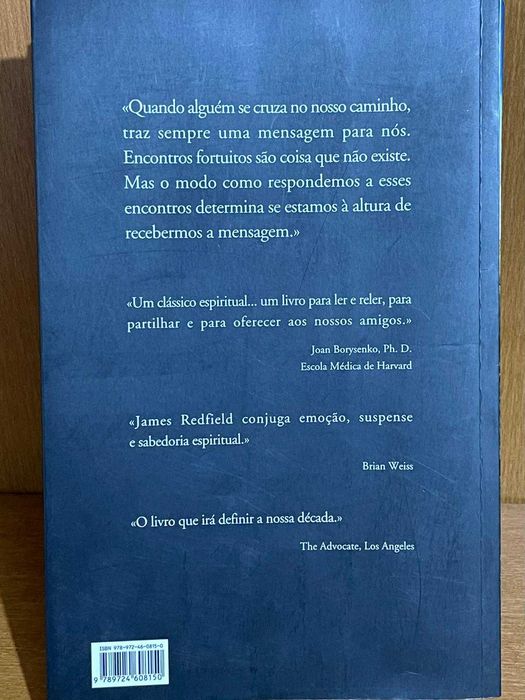 «Quando alguém se cruza no nosso caminho,
traz sempre uma mensagem para nós.
Encontros fortuitos são coisa que não existe.
Mas o modo como respondemos a esses
encontros determina se estamos à altura de
recebermos a mensagem.»
«Um clássico espiritual... um livro para ler e reler, para
partilhar e para oferecer aos nossos amigos.»
Joan Borysenko, Ph. D.
Escola Médica de Harvard
«James Redfield conjuga emoção, suspense
e sabedoria espiritual.»
Brian Weiss
«O livro que irá definir a nossa década.»
The Advocate, Los Angeles
ISBN 978-972-46-0815-0
9 789724 608150